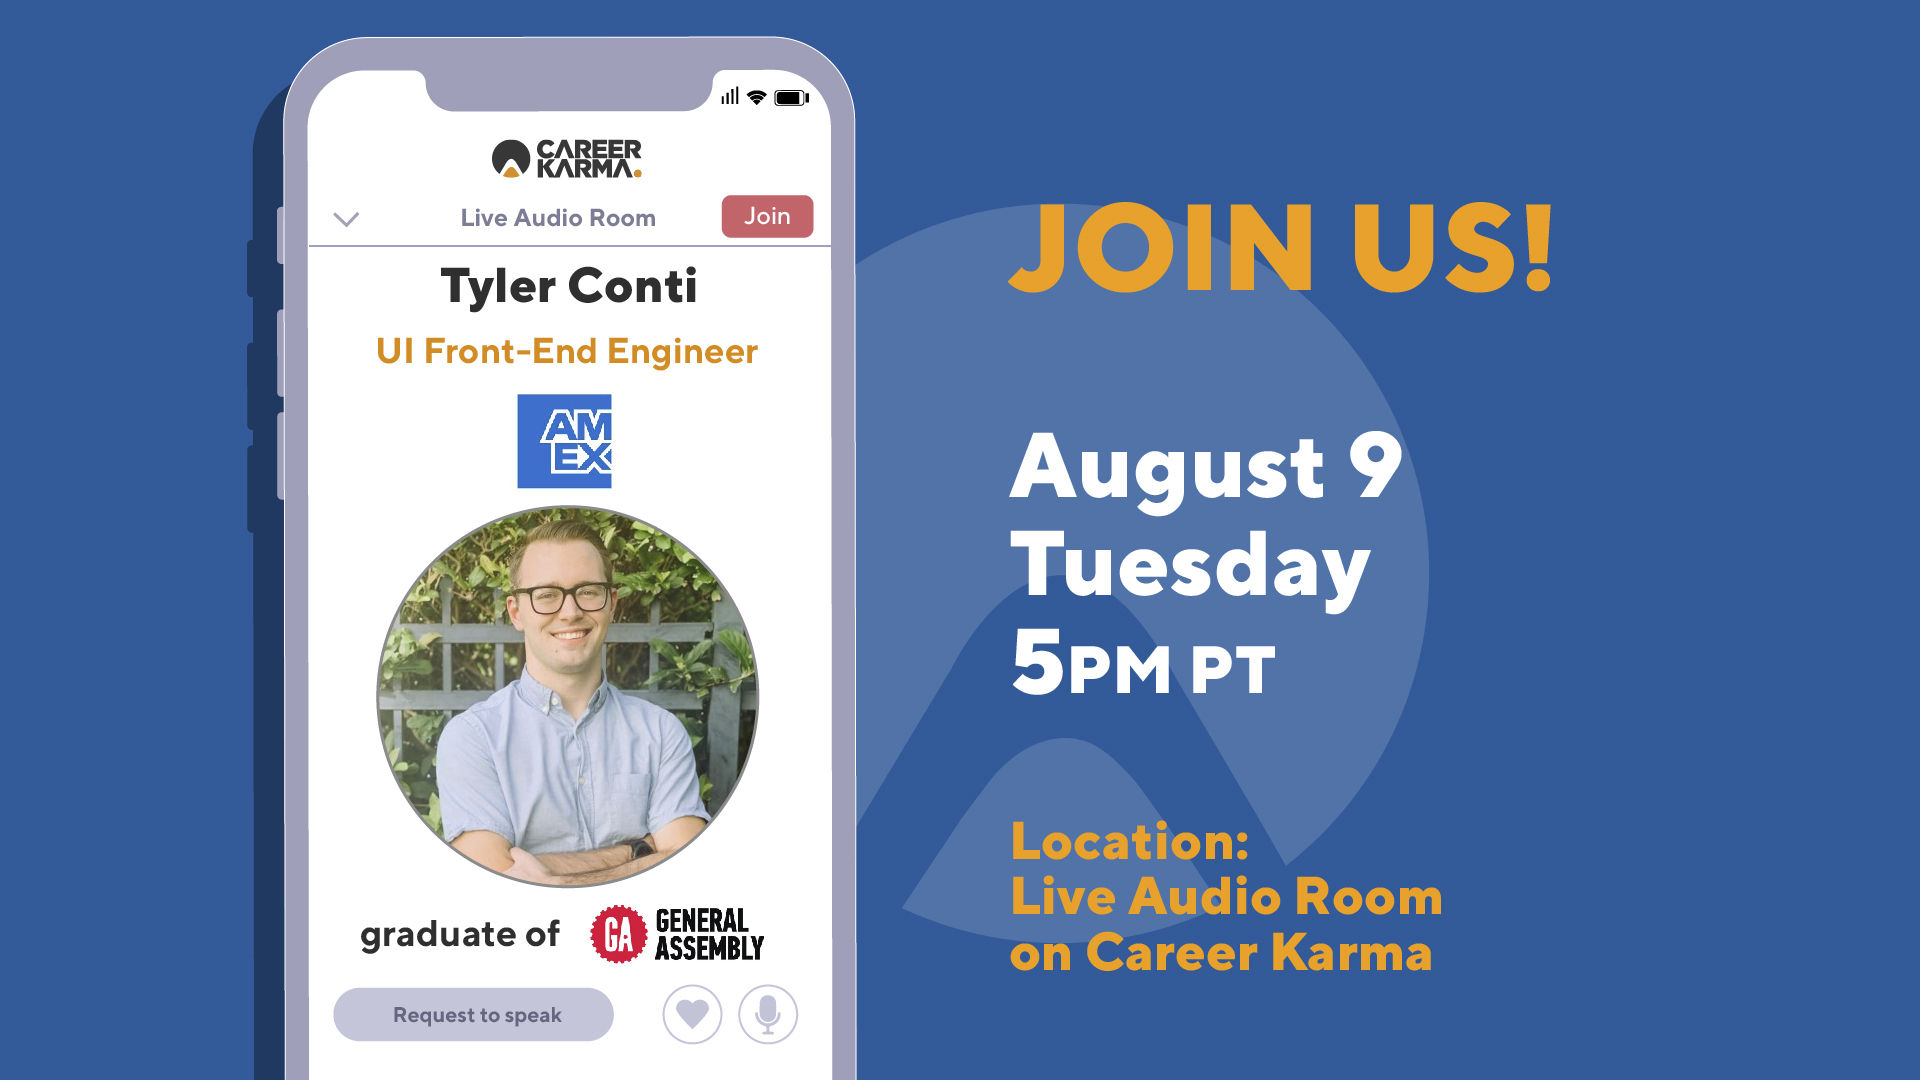 CAREER
KARMA.
Live Audio Room
Join
Tyler Conti
UI Front-End Engineer
AM
EX
graduate of
GA
GENERAL
ASSEMBLY
Request to speak
JOIN US!
August 9
Tuesday
5PM PT
Location:
Live Audio Room
on Career Karma